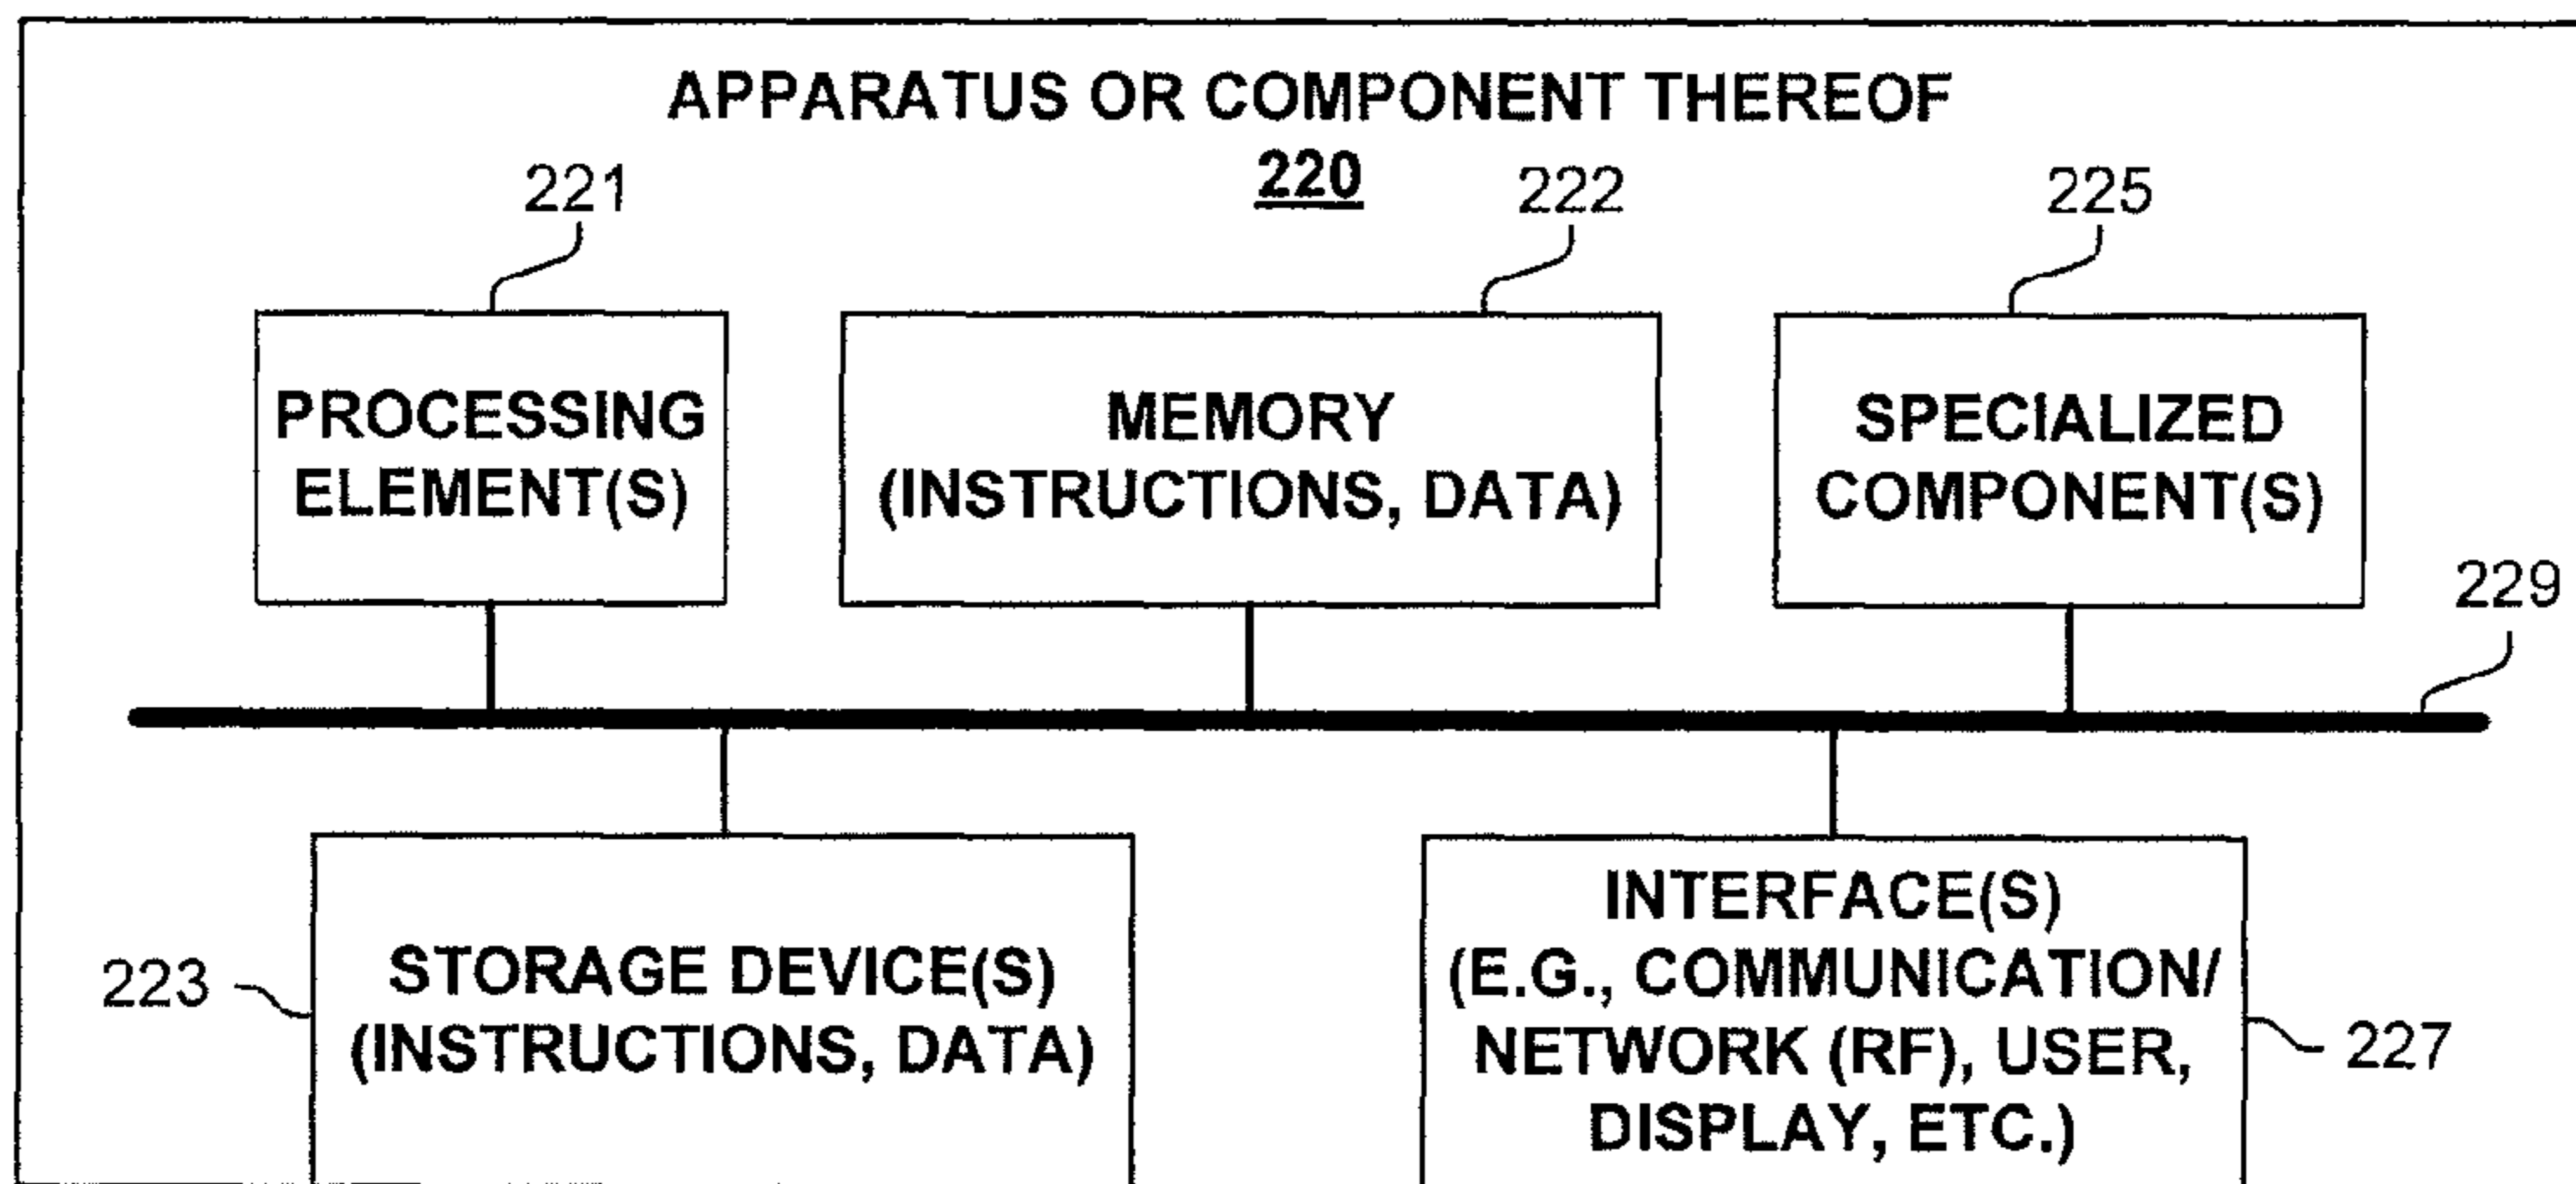 APPARATUS OR COMPONENT THEREOF
220
221
222
225
PROCESSING
ELEMENT(S)
MEMORY
(INSTRUCTIONS, DATA)
SPECIALIZED
COMPONENT(S)
229
223
STORAGE DEVICE(S)
(INSTRUCTIONS, DATA)
INTERFACE(S)
(E.G., COMMUNICATION/
NETWORK (RF), USER,
DISPLAY, ETC.)
227